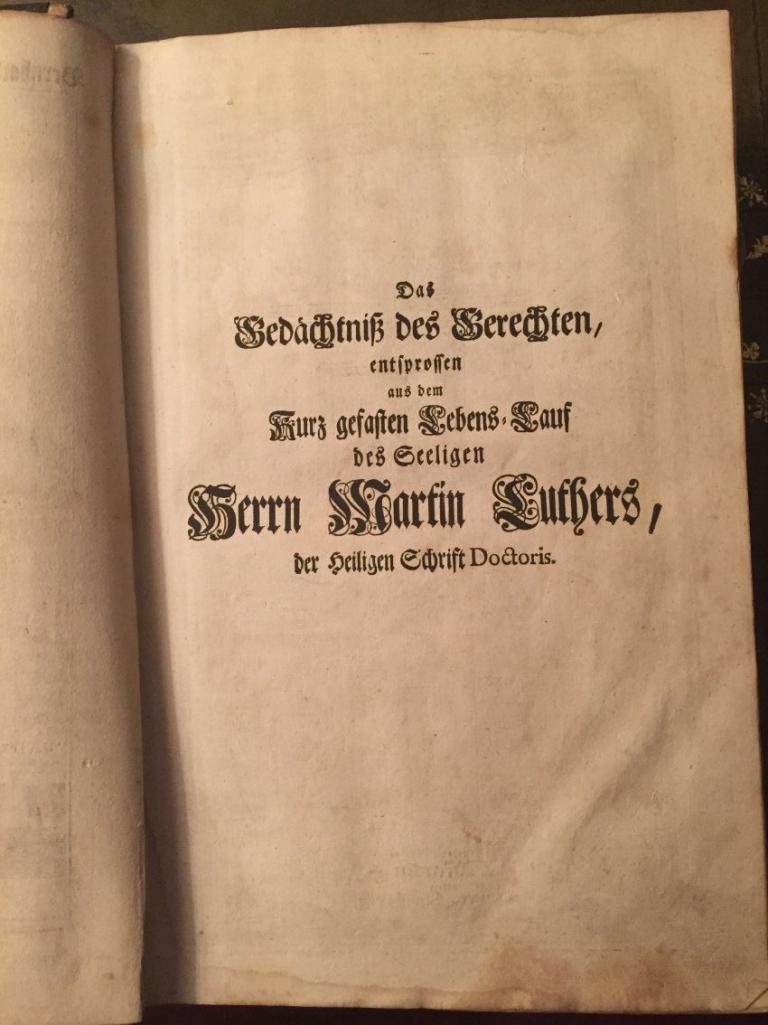 Das
Gedächtniß des Gerechten,
entsprossen
aus dem
Kurz gefasten Lebens-Lauf
des Seeligen
Herrn Martin Luthers,
der Heiligen Schrift Doctoris.